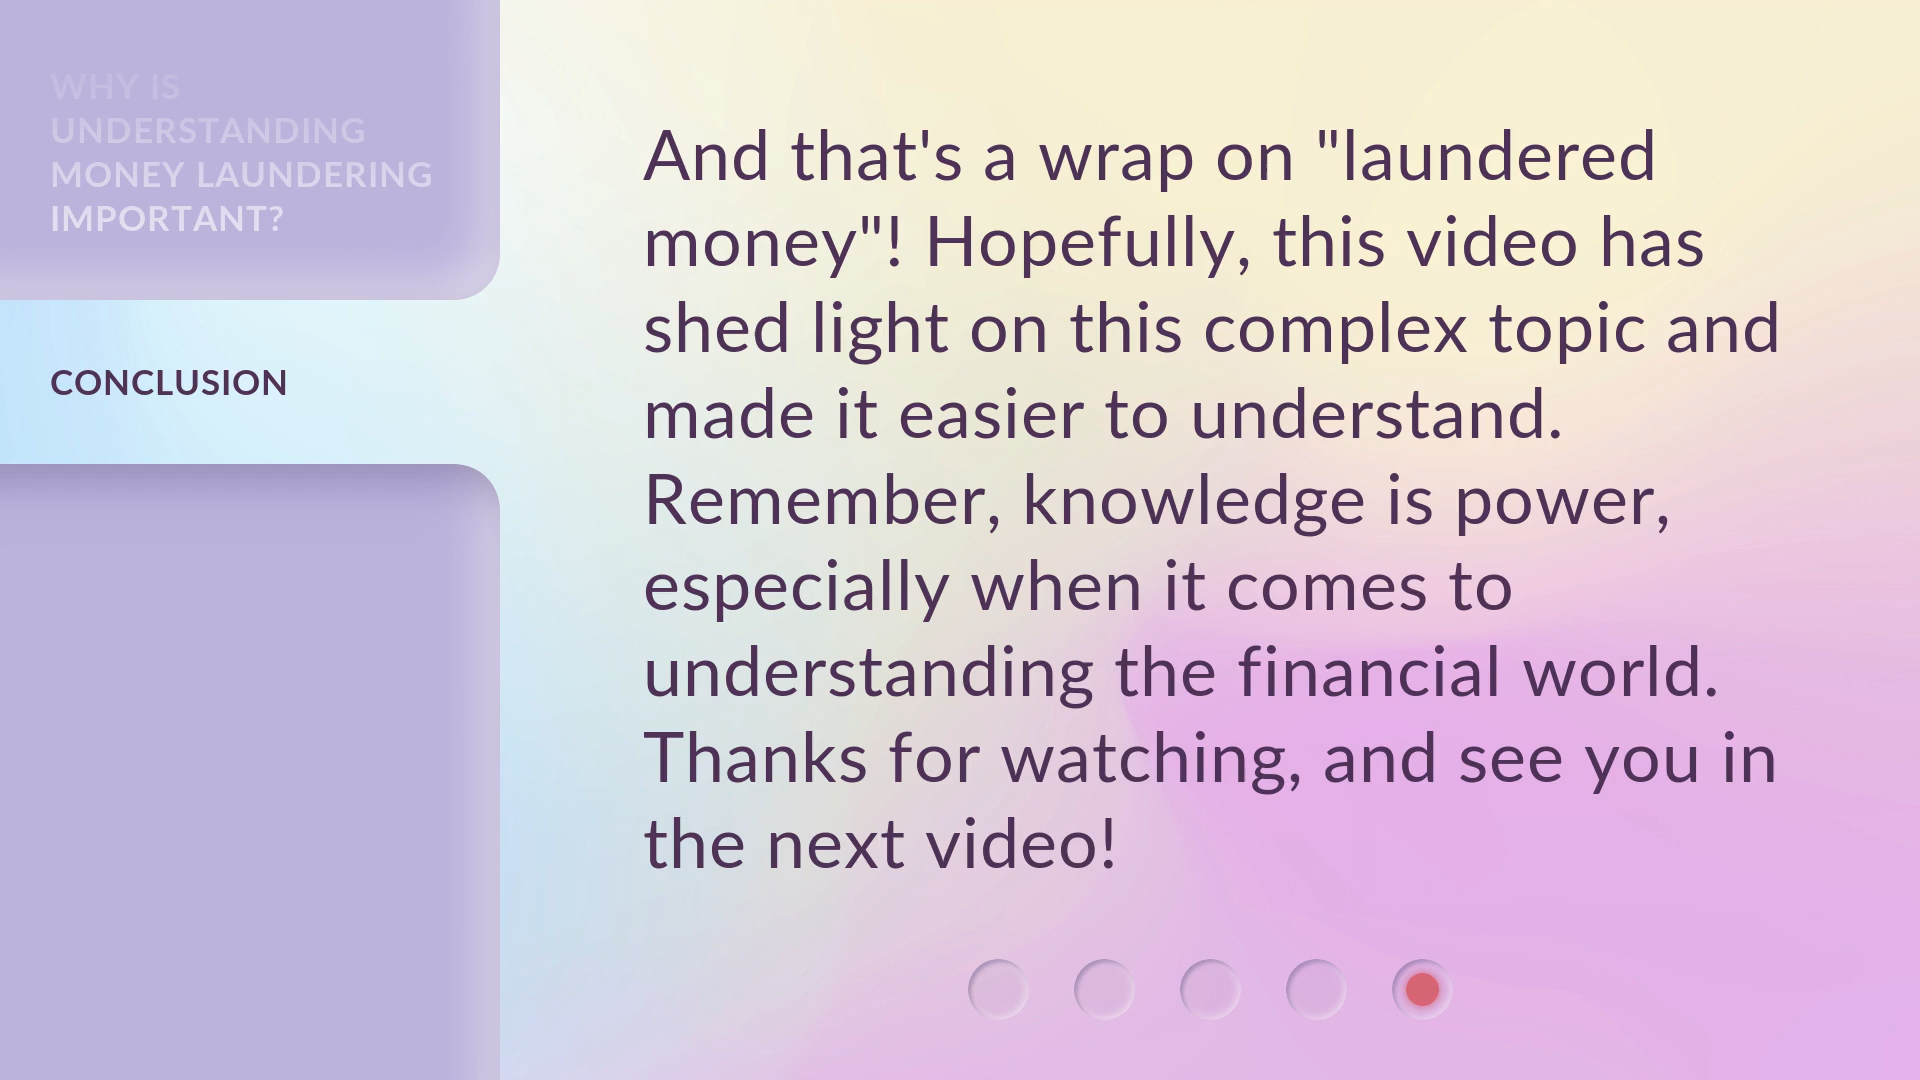 WHY IS
UNDERSTANDING
MONEY LAUNDERING
IMPORTANT?
CONCLUSION
And that's a wrap on "laundered
money"! Hopefully, this video has
shed light on this complex topic and
made it easier to understand.
Remember, knowledge is power,
especially when it comes to
understanding the financial world.
Thanks for watching, and see you in
the next video!